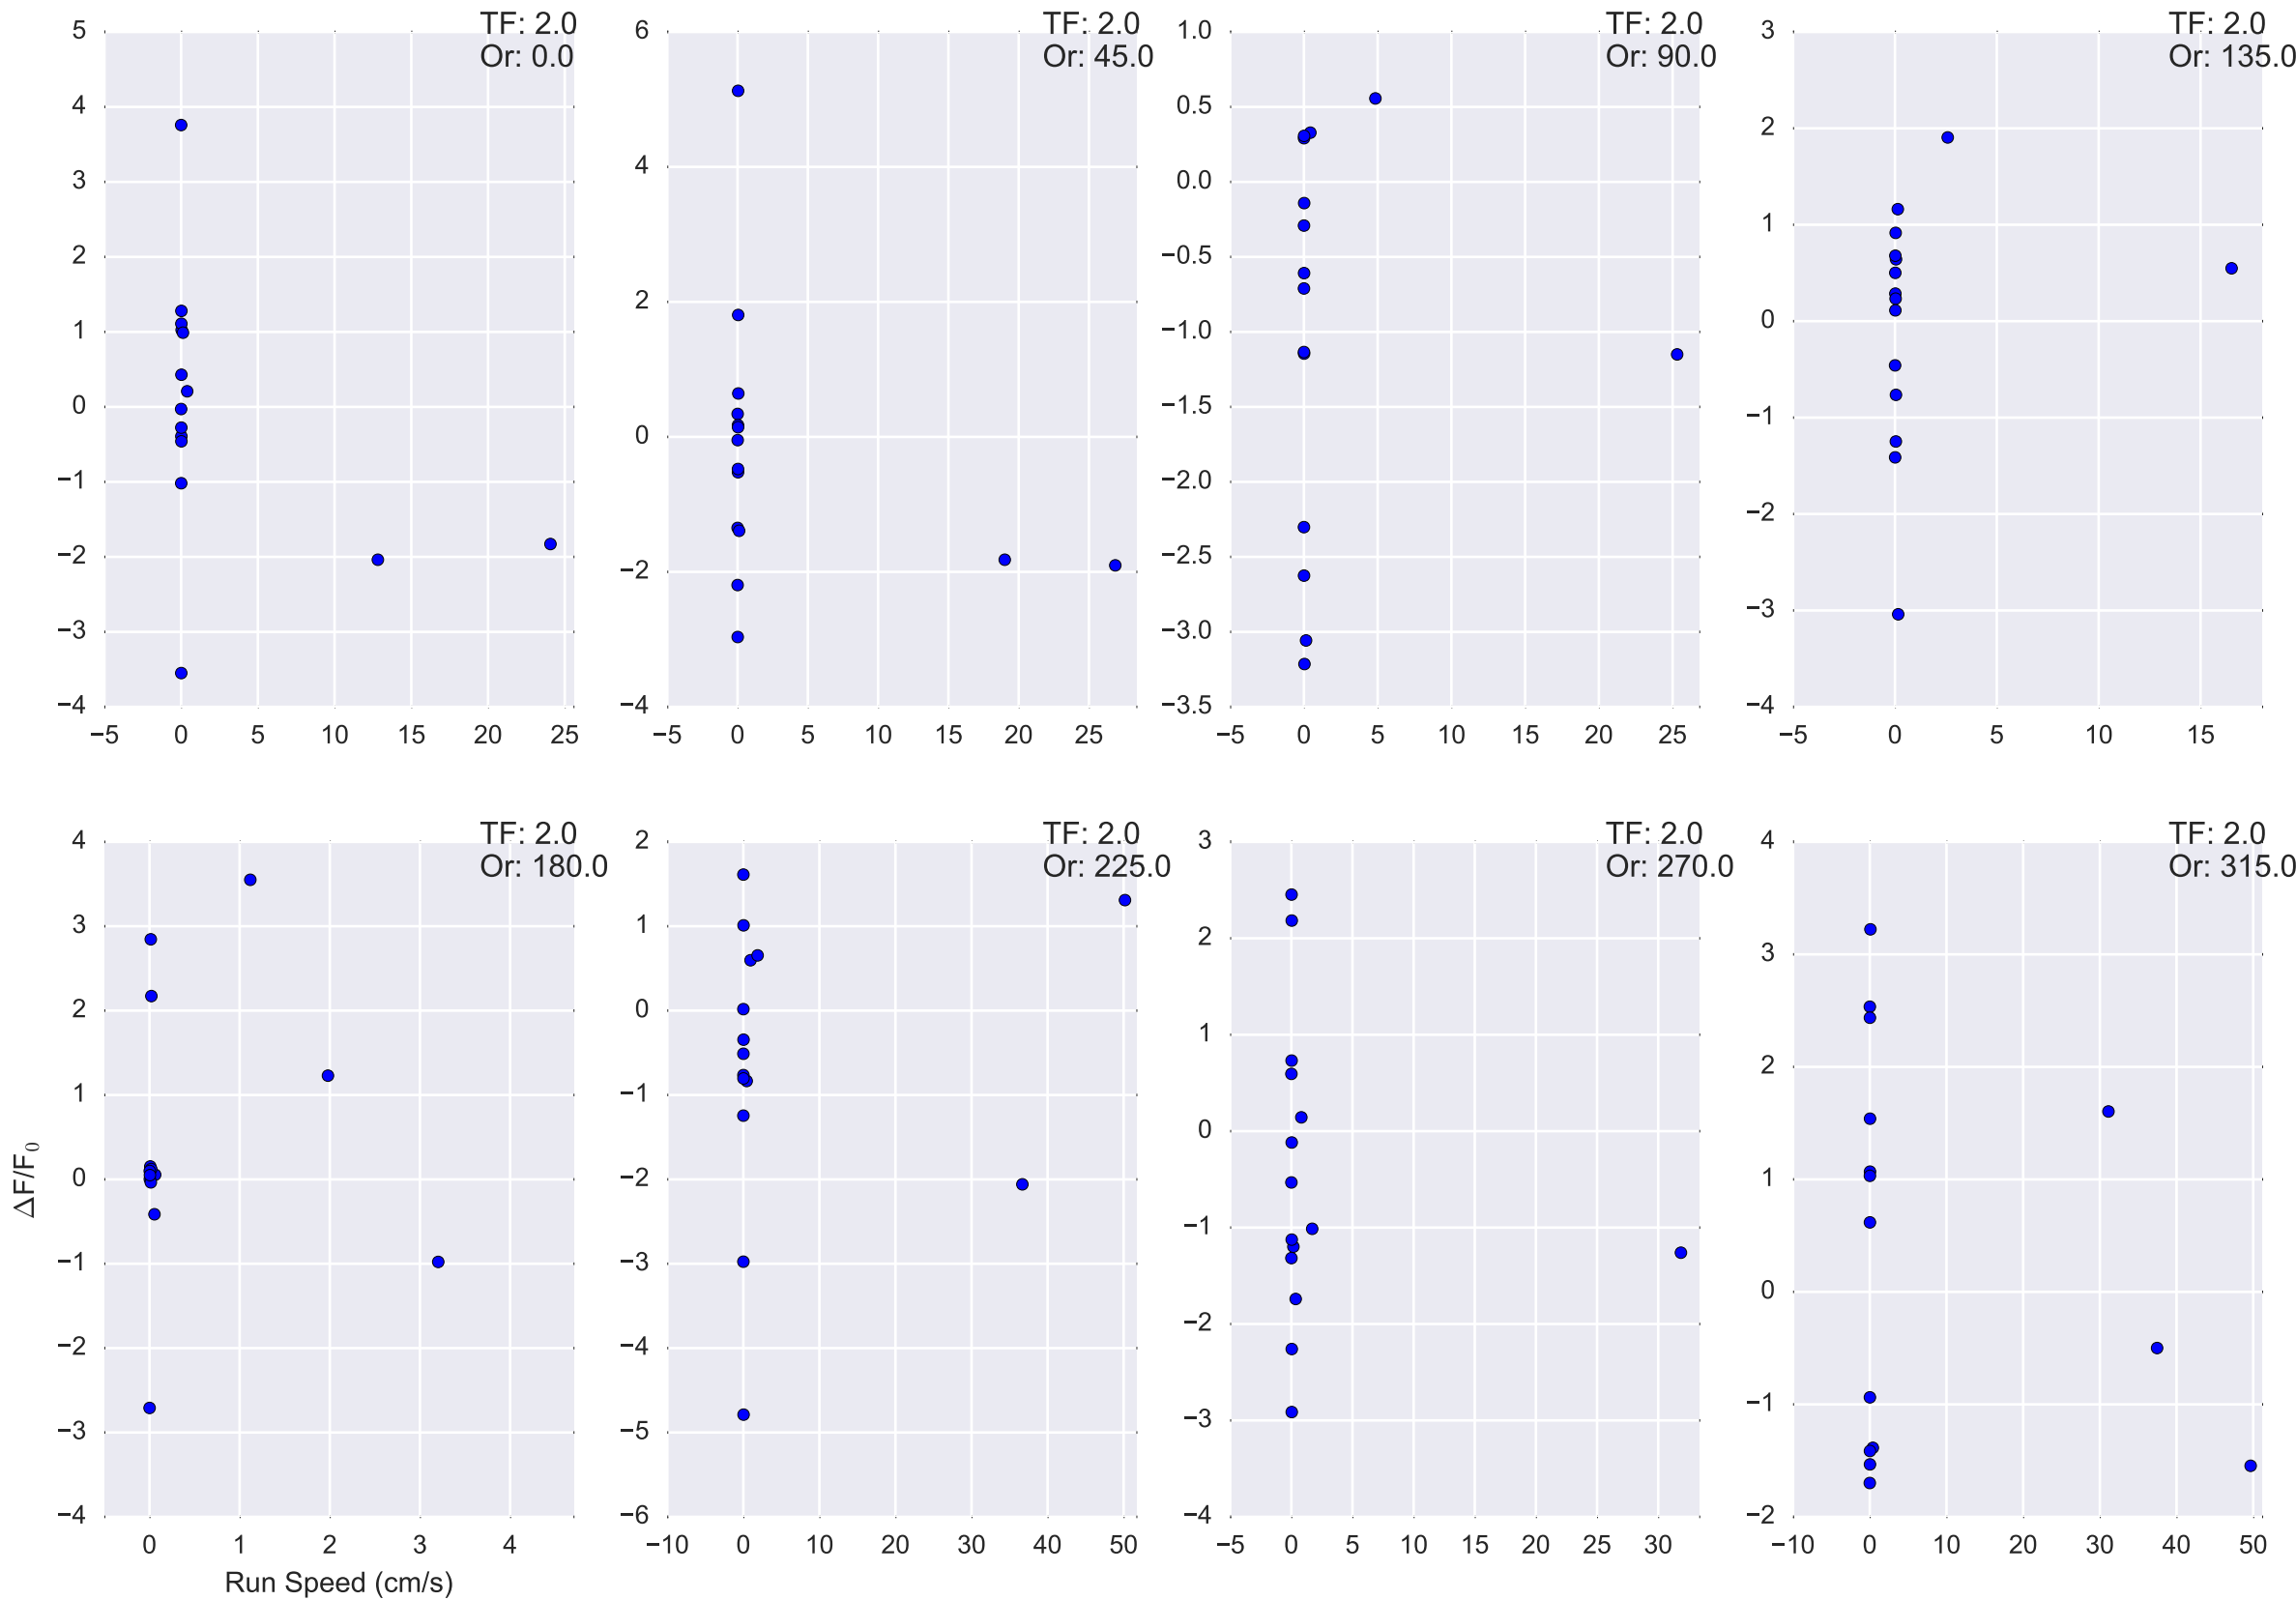 TF: 2.0
Or: 0.0
5
4
3
2
1
0
−1
−2
−3
−4
−5 0 5 10 15 20 25
TF: 2.0
Or: 45.0
6
4
2
0
−2
−4
−5 0 5 10 15 20 25
TF: 2.0
Or: 90.0
1.0
0.5
0.0
−0.5
−1.0
−1.5
−2.0
−2.5
−3.0
−3.5
−5 0 5 10 15 20 25
TF: 2.0
Or: 135.0
3
2
1
0
−1
−2
−3
−4
−5 0 5 10 15
TF: 2.0
Or: 180.0
4
3
2
1
0
−1
−2
−3
−4
0 1 2 3 4
ΔF/F₀
Run Speed (cm/s)
TF: 2.0
Or: 225.0
2
1
0
−1
−2
−3
−4
−5
−6
−10 0 10 20 30 40 50
TF: 2.0
Or: 270.0
3
2
1
0
−1
−2
−3
−4
−5 0 5 10 15 20 25 30
TF: 2.0
Or: 315.0
4
3
2
1
0
−1
−2
−10 0 10 20 30 40 50